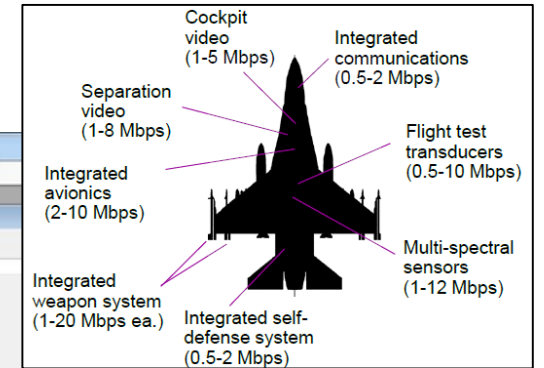 Cockpit
video
(1-5 Mbps)
Integrated
communications
(0.5-2 Mbps)
Separation
video
(1-8 Mbps)
Flight test
transducers
(0.5-10 Mbps)
Integrated
avionics
(2-10 Mbps)
Multi-spectral
sensors
(1-12 Mbps)
Integrated
weapon system
(1-20 Mbps ea.)
Integrated self-
defense system
(0.5-2 Mbps)